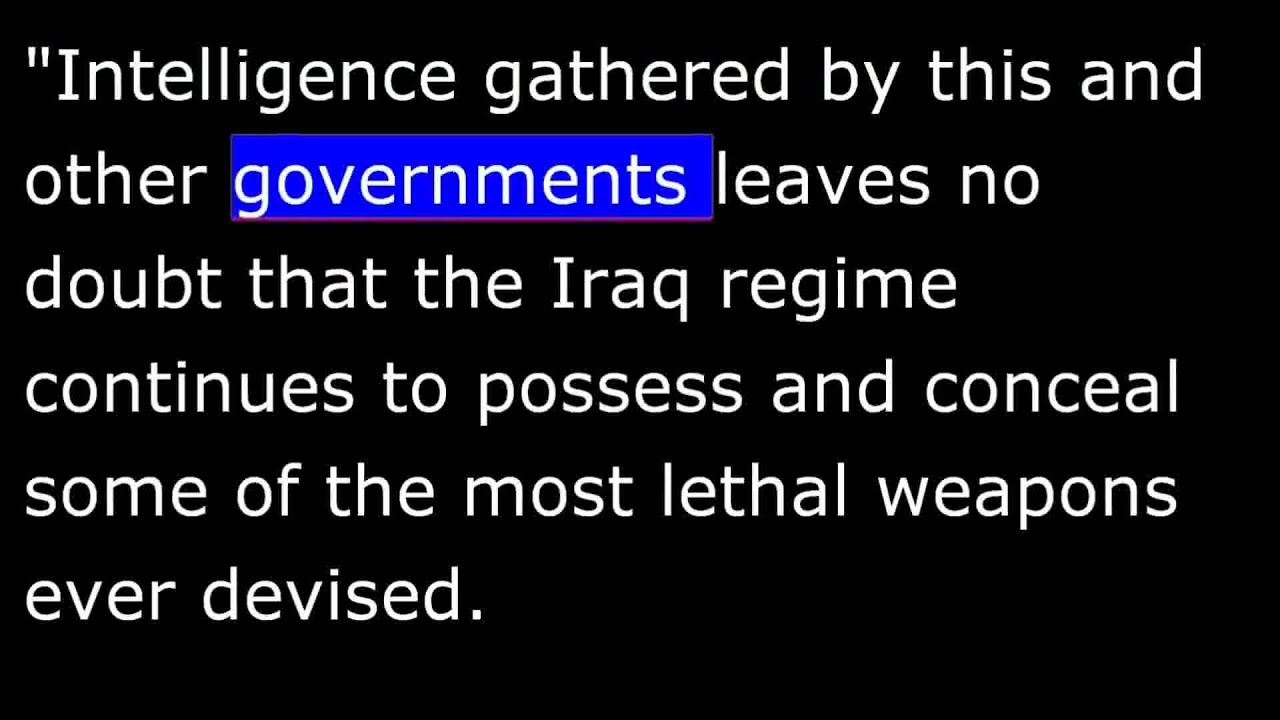 "Intelligence gathered by this and
other governments leaves no
doubt that the Iraq regime
continues to possess and conceal
some of the most lethal weapons
ever devised.